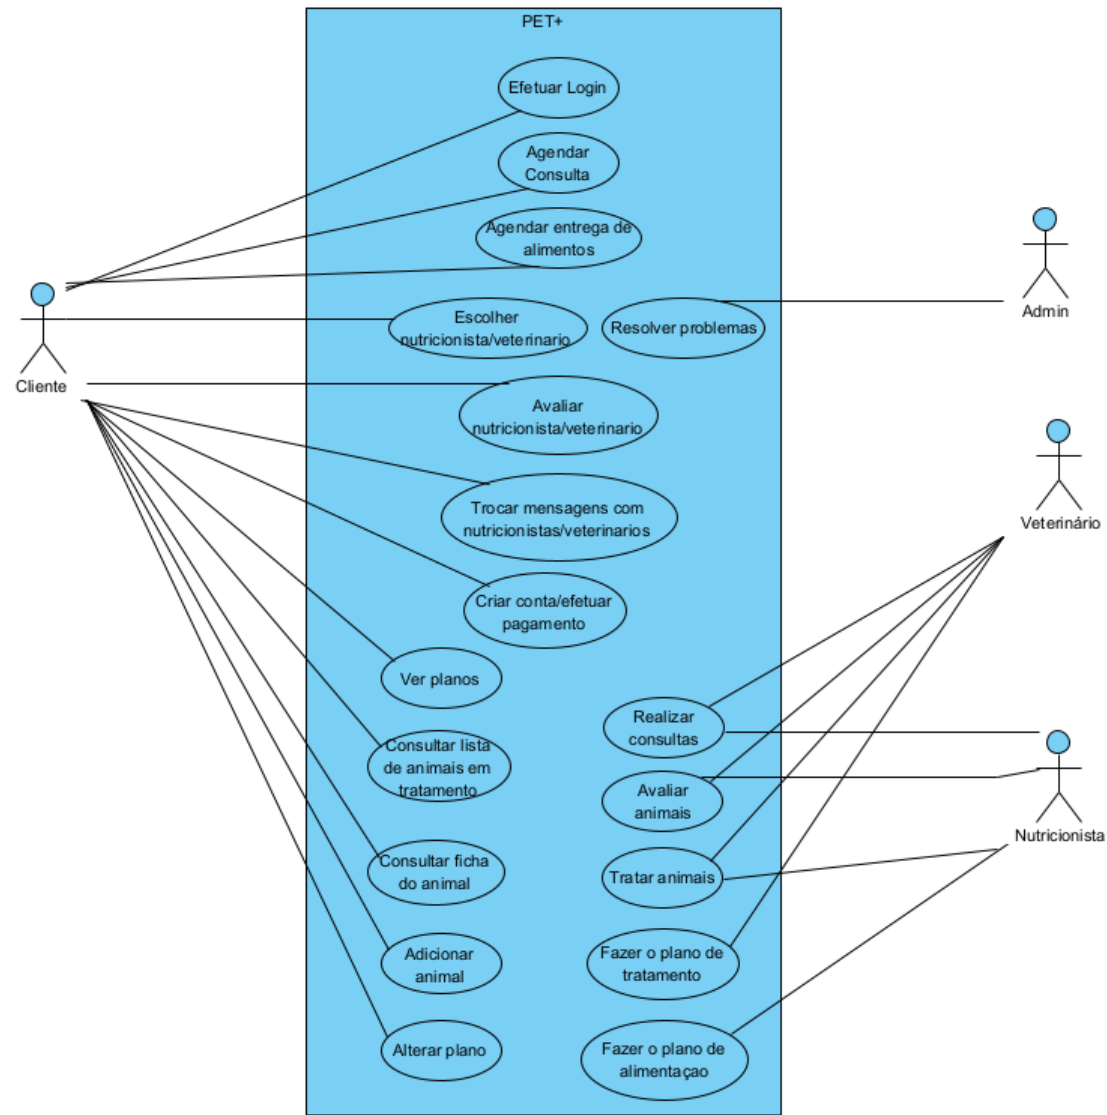 PET+
Efetuar Login
Agendar
Consulta
Agendar entrega de
alimentos
Admin
Escolher
nutricionista/veterinario
Resolver problemas
Cliente
Avaliar
nutricionista/veterinario
Trocar mensagens com
nutricionistas/veterinarios
Veterinário
Criar conta/efetuar
pagamento
Ver planos
Realizar
consultas
Consultar lista
de animais em
tratamento
Avaliar
animais
Nutricionista
Consultar ficha
do animal
Tratar animais
Adicionar
animal
Fazer o plano de
tratamento
Alterar plano
Fazer o plano de
alimentaçao